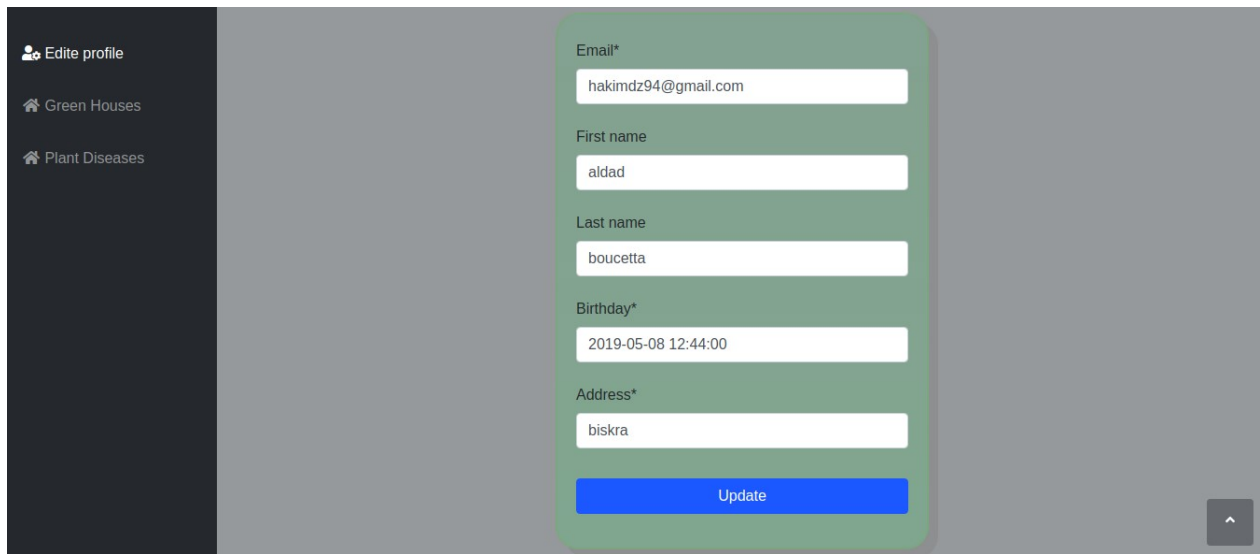 Edite profile
Green Houses
Plant Diseases
Email*
hakimdz94@gmail.com
First name
aldad
Last name
boucetta
Birthday*
2019-05-08 12:44:00
Address*
biskra
Update